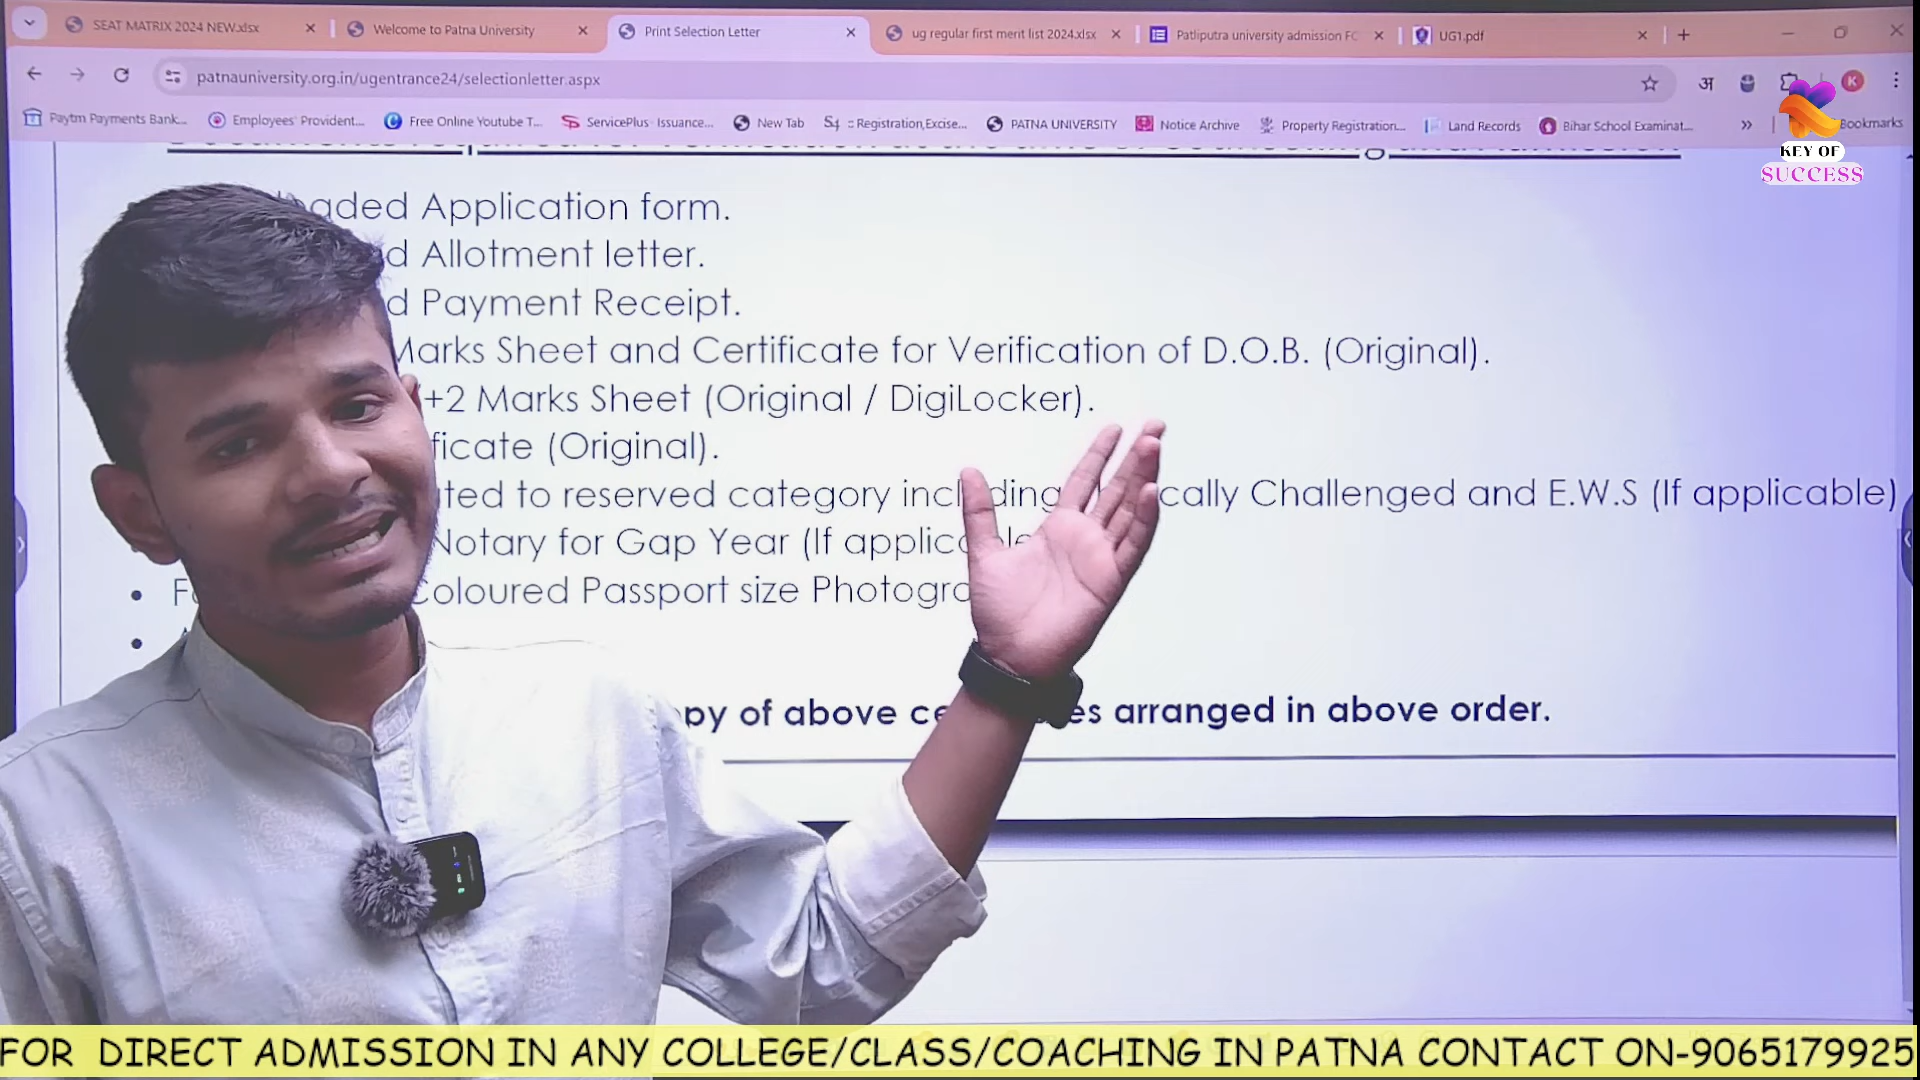 SEAT MATRIX 2024 NEW.xlsx
Welcome to Patna University
Print Selection Letter
ug regular first merit list 2024.xlsx
Patliputra university admission FO
UG1.pdf
patnauniversity.org.in/ugentrance24/selectionletter.aspx
अ
K
Paytm Payments Bank...
Employees' Provident...
Free Online Youtube T...
ServicePlus- Issuance...
New Tab
:: Registration,Excise...
PATNA UNIVERSITY
Notice Archive
Property Registration...
Land Records
Bihar School Examinat...
Bookmarks
KEY OF
SUCCESS
aded Application form.
d Allotment letter.
d Payment Receipt.
Marks Sheet and Certificate for Verification of D.O.B. (Original).
+2 Marks Sheet (Original / DigiLocker).
ficate (Original).
ted to reserved category including cally Challenged and E.W.S (If applicable)
Notary for Gap Year (If applic
Coloured Passport size Photogra
py of above ce es arranged in above order.
FOR DIRECT ADMISSION IN ANY COLLEGE/CLASS/COACHING IN PATNA CONTACT ON-9065179925